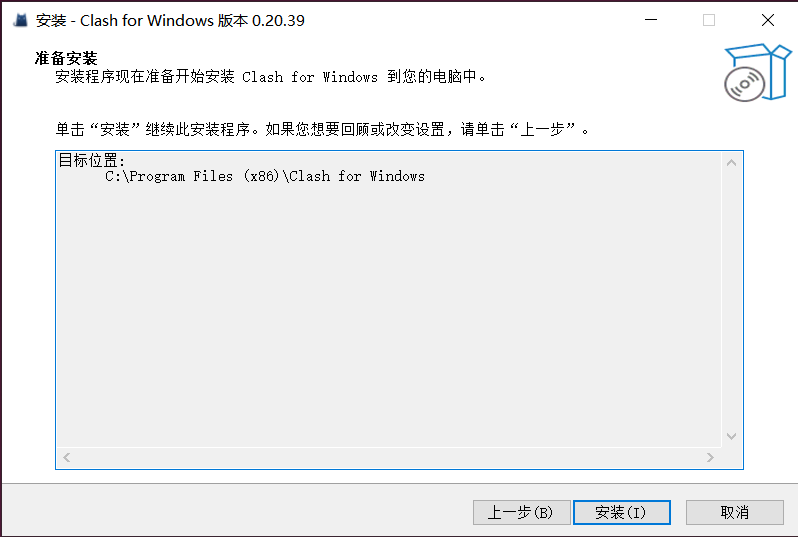 安装 - Clash for Windows 版本 0.20.39
准备安装
安装程序现在准备开始安装 Clash for Windows 到您的电脑中。
单击“安装”继续此安装程序。如果您想要回顾或改变设置，请单击“上一步”。
目标位置:
C:\Program Files (x86)\Clash for Windows
上一步(B) 安装(I) 取消